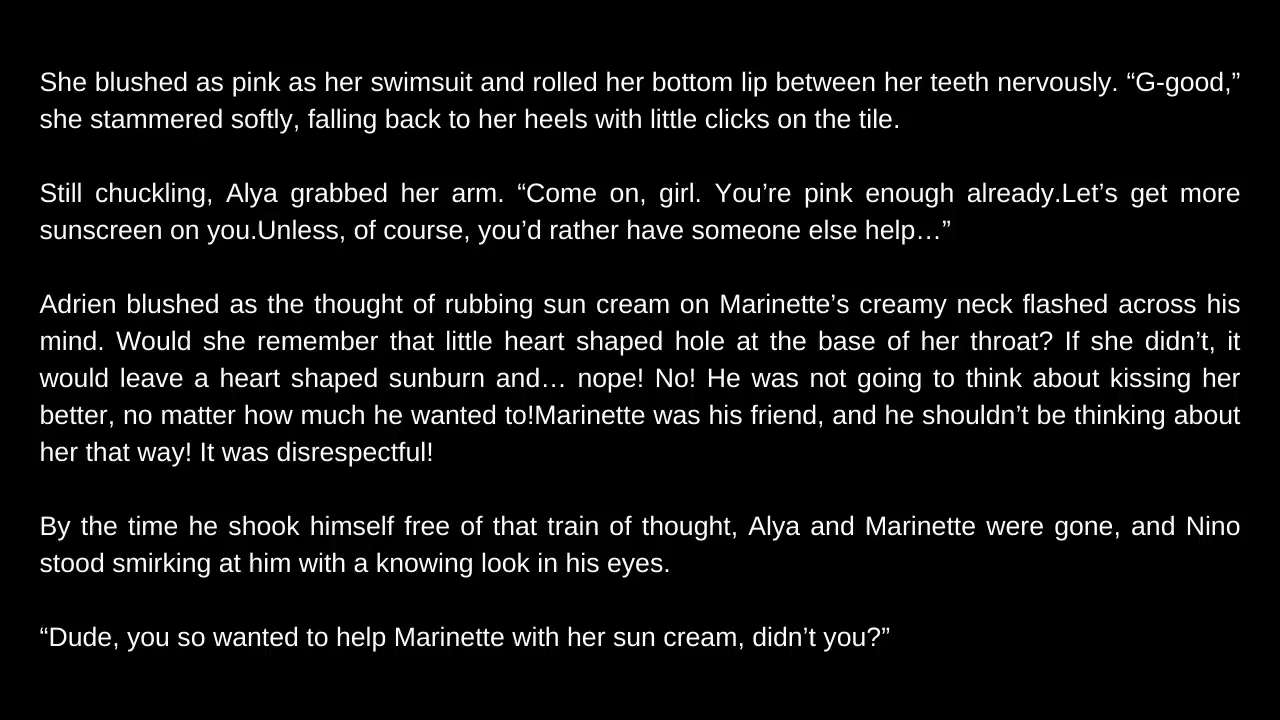 She blushed as pink as her swimsuit and rolled her bottom lip between her teeth nervously. “G-good,”
she stammered softly, falling back to her heels with little clicks on the tile.
Still chuckling, Alya grabbed her arm. “Come on, girl. You’re pink enough already.Let’s get more
sunscreen on you.Unless, of course, you’d rather have someone else help…”
Adrien blushed as the thought of rubbing sun cream on Marinette’s creamy neck flashed across his
mind. Would she remember that little heart shaped hole at the base of her throat? If she didn’t, it
would leave a heart shaped sunburn and… nope! No! He was not going to think about kissing her
better, no matter how much he wanted to!Marinette was his friend, and he shouldn’t be thinking about
her that way! It was disrespectful!
By the time he shook himself free of that train of thought, Alya and Marinette were gone, and Nino
stood smirking at him with a knowing look in his eyes.
“Dude, you so wanted to help Marinette with her sun cream, didn’t you?”